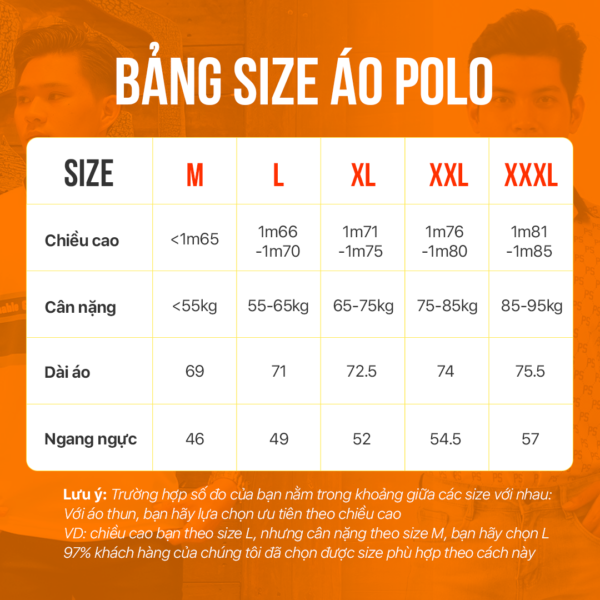 BẢNG SIZE ÁO POLO
SIZE M L XL XXL XXXL
Chiều cao <1m65 1m66 -1m70 1m71 -1m75 1m76 -1m80 1m81 -1m85
Cân nặng <55kg 55-65kg 65-75kg 75-85kg 85-95kg
Dài áo 69 71 72.5 74 75.5
Ngang ngực 46 49 52 54.5 57
Lưu ý: Trường hợp số đo của bạn nằm trong khoảng giữa các size với nhau:
Với áo thun, bạn hãy lựa chọn ưu tiên theo chiều cao
VD: chiều cao bạn theo size L, nhưng cân nặng theo size M, bạn hãy chọn L
97% khách hàng của chúng tôi đã chọn được size phù hợp theo cách này